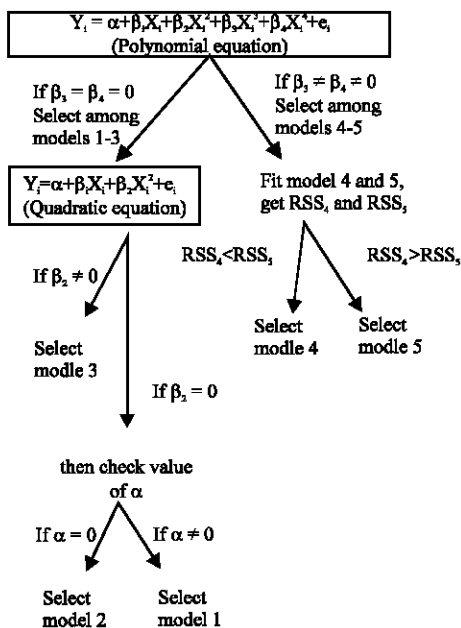 Yᵢ = α+β₁Xᵢ+β₂Xᵢ²+β₃Xᵢ³+β₄Xᵢ⁴+eᵢ
(Polynomial equation)
If β₃ = β₄ = 0
Select among
models 1-3
If β₃ ≠ β₄ ≠ 0
Select among
models 4-5
Yᵢ=α+βᵢXᵢ+β₂Xᵢ²+eᵢ
(Quadratic equation)
Fit model 4 and 5,
get RSS₄ and RSS₅
If β₂ ≠ 0
RSS₄<RSS₅
RSS₄>RSS₅
Select
modle 3
Select
modle 4
Select
modle 5
If β₂ = 0
then check value
of α
If α = 0
If α ≠ 0
Select
model 2
Select
model 1